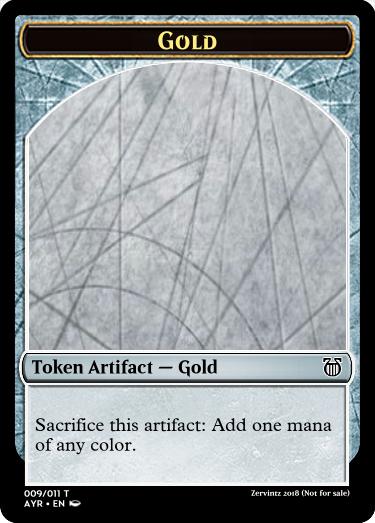 Gold
Token Artifact — Gold
Sacrifice this artifact: Add one mana
of any color.
009/011 T
AYR • EN
Zervintz 2018 (Not for sale)